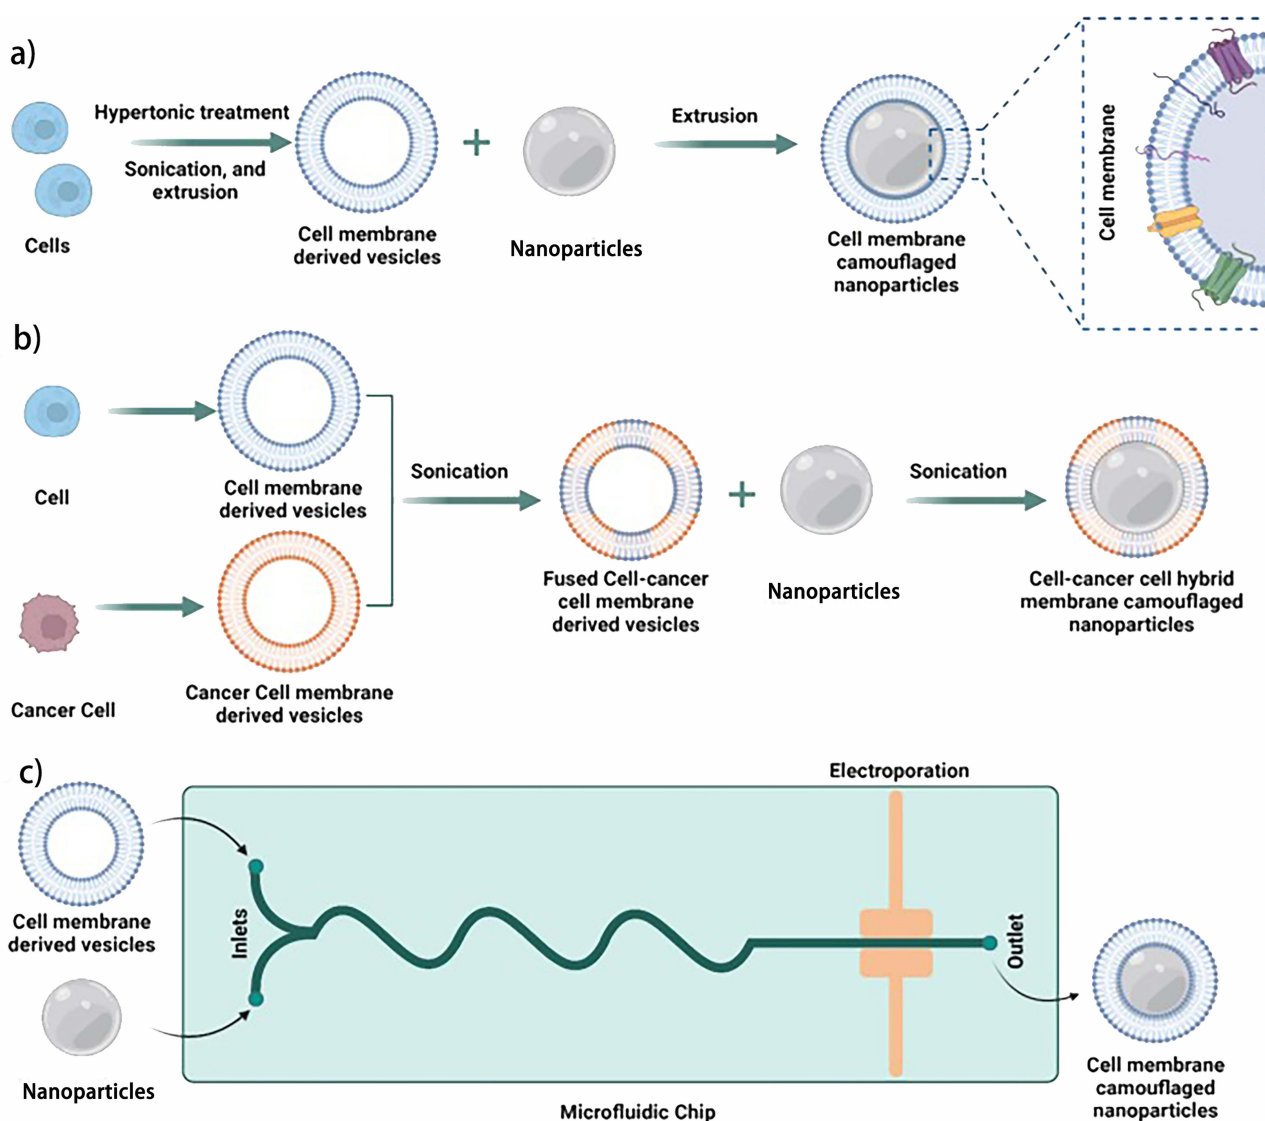 a)
Hypertonic treatment
Sonication, and
extrusion
Cells
Cell membrane
derived vesicles
Nanoparticles
Extrusion
Cell membrane
camouflaged
nanoparticles
Cell membrane
b)
Cell
Cell membrane
derived vesicles
Cancer Cell
Cancer Cell membrane
derived vesicles
Sonication
Fused Cell-cancer
cell membrane
derived vesicles
Nanoparticles
Sonication
Cell-cancer cell hybrid
membrane camouflaged
nanoparticles
c)
Cell membrane
derived vesicles
Nanoparticles
Inlets
Electroporation
Outlet
Microfluidic Chip
Cell membrane
camouflaged
nanoparticles